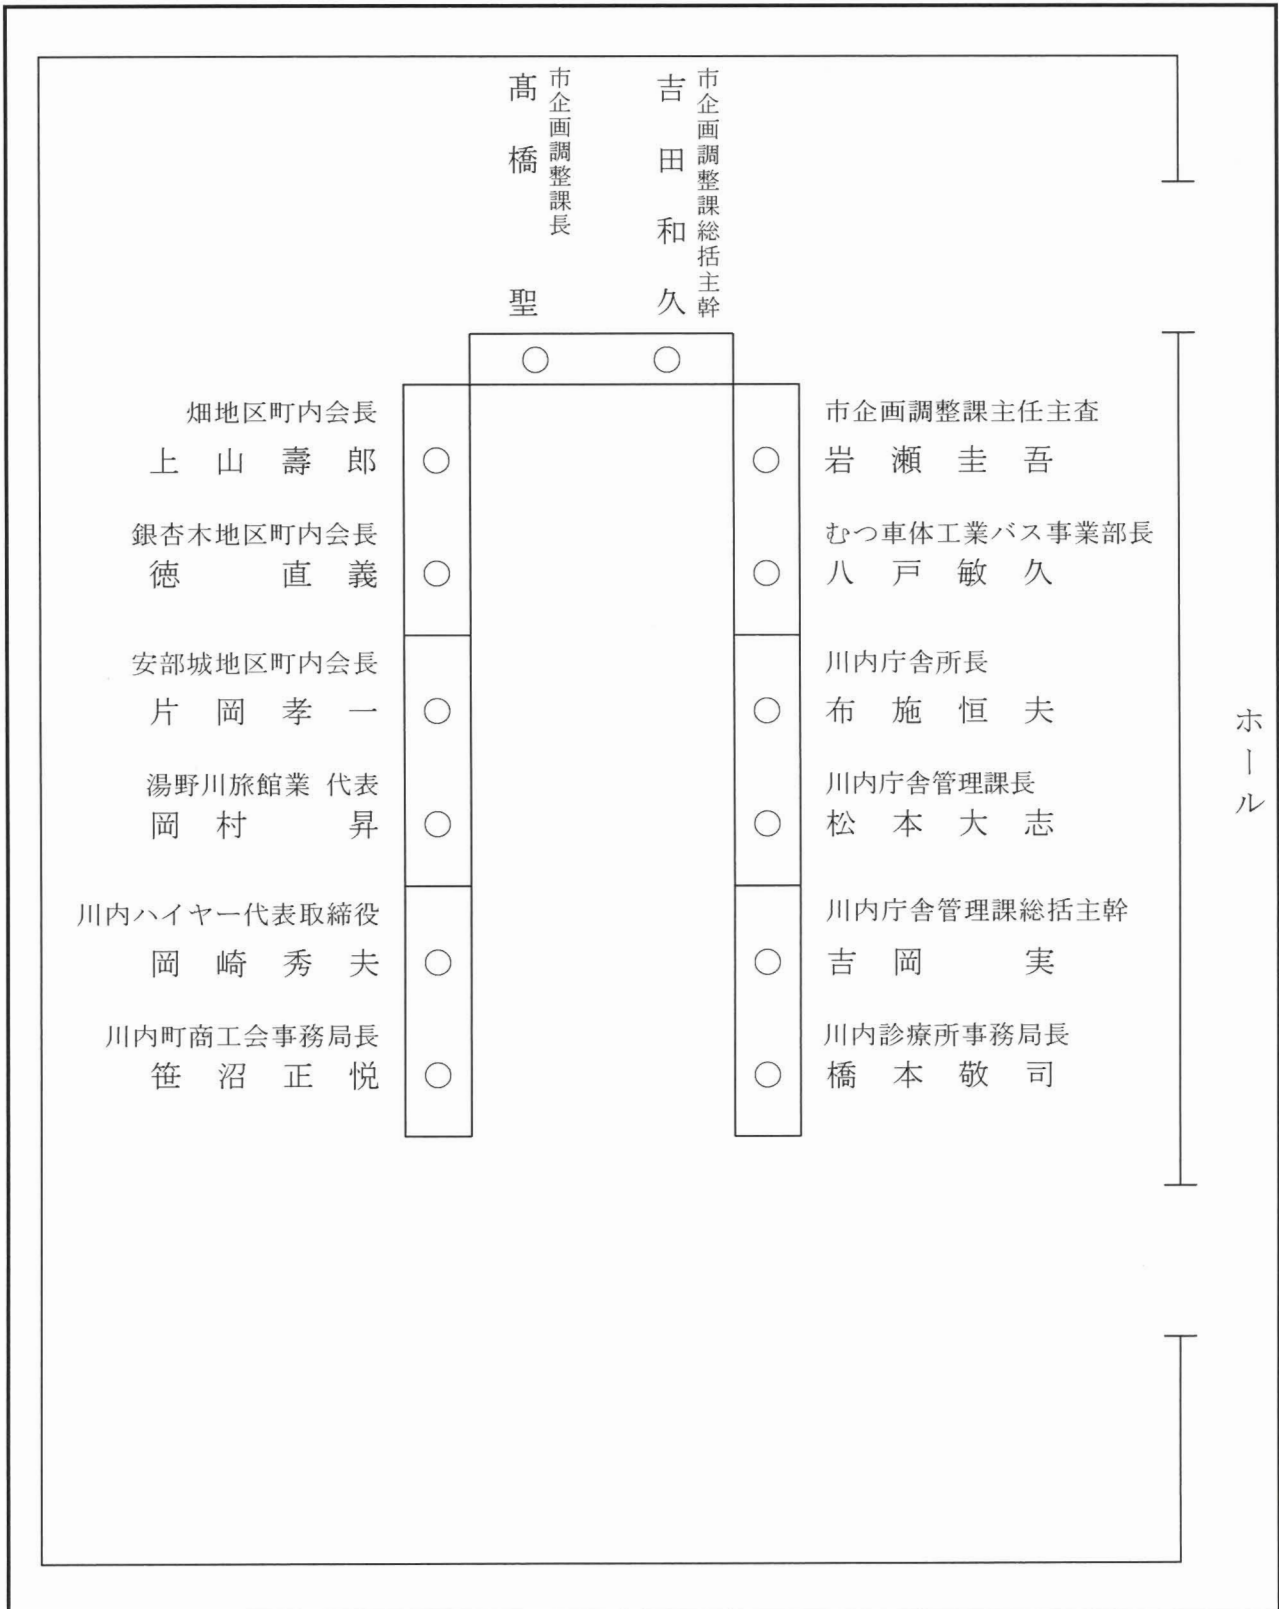 市企画調整課総括主幹
吉田和久
市企画調整課長
髙橋 聖
畑地区町内会長
上山壽郎
銀杏木地区町内会長
徳 直義
安部城地区町内会長
片岡孝一
湯野川旅館業 代表
岡村 昇
川内ハイヤー代表取締役
岡崎秀夫
川内町商工会事務局長
笹沼正悦
市企画調整課主任主査
岩瀬圭吾
むつ車体工業バス事業部長
八戸敏久
川内庁舎所長
布施恒夫
川内庁舎管理課長
松本大志
川内庁舎管理課総括主幹
吉岡 実
川内診療所事務局長
橋本敬司
ホール